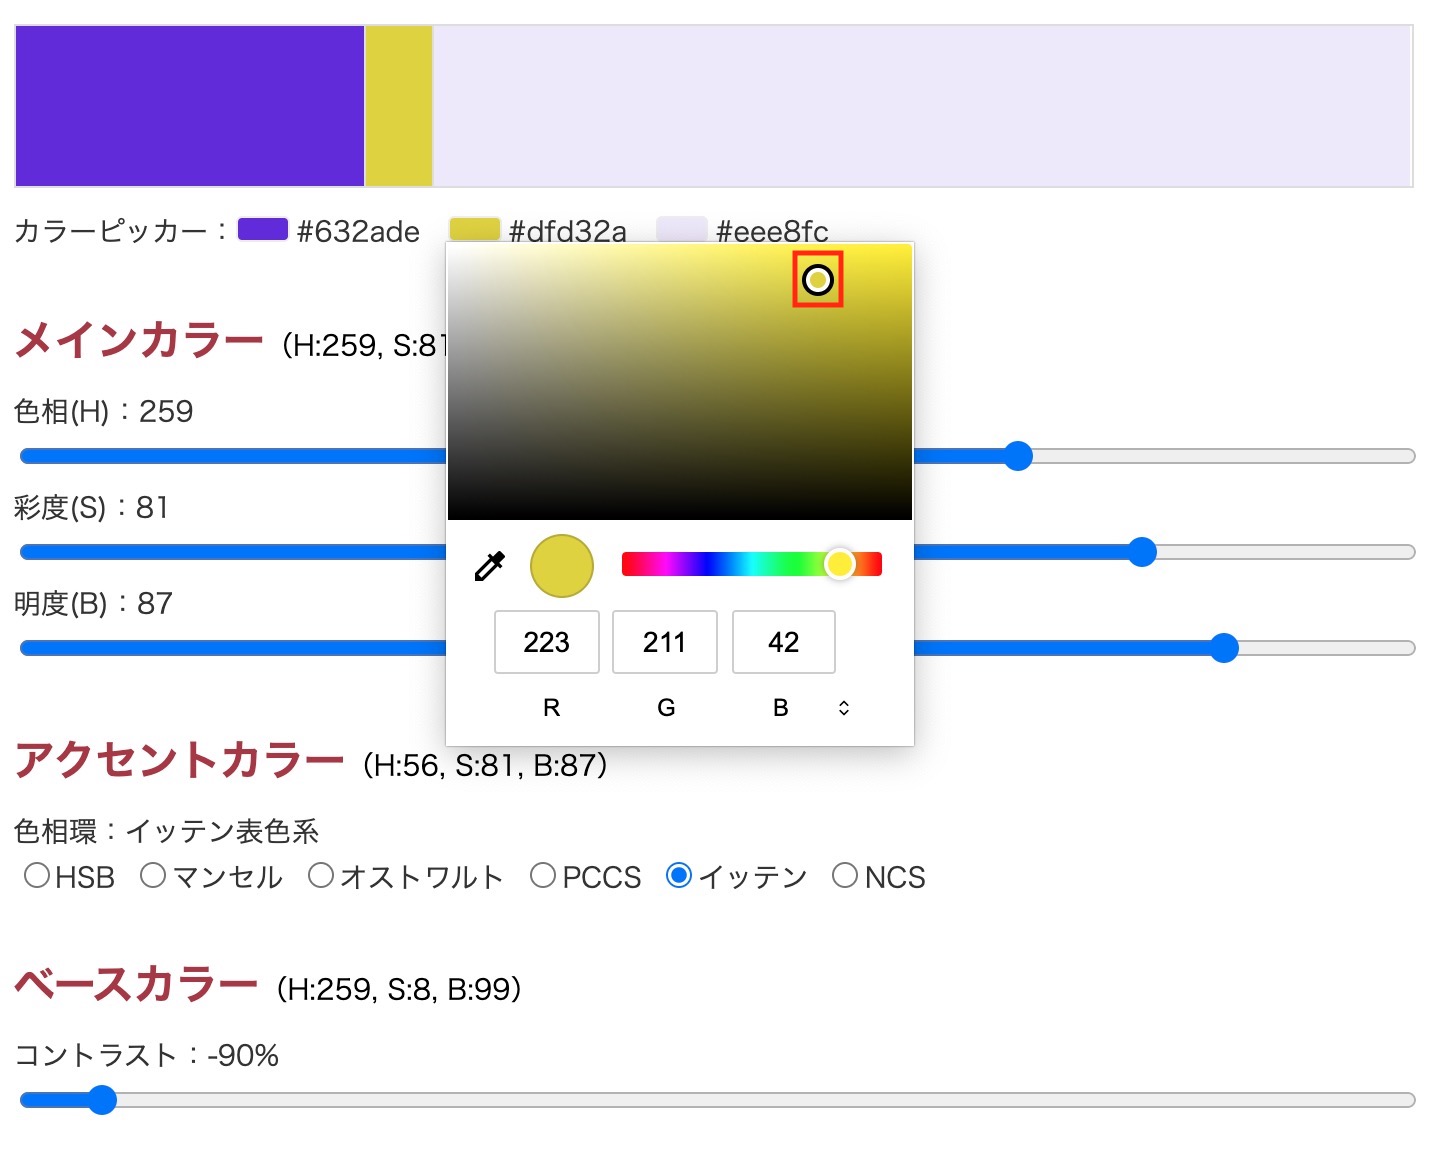 カラーピッカー：#632ade #dfd32a #eee8fc
メインカラー (H:259, S:81
色相(H)：259
彩度(S)：81
明度(B)：87
223 211 42
R G B
アクセントカラー (H:56, S:81, B:87)
色相環：イッテン表色系
HSB マンセル オストワルト PCCS イッテン NCS
ベースカラー (H:259, S:8, B:99)
コントラスト：-90%